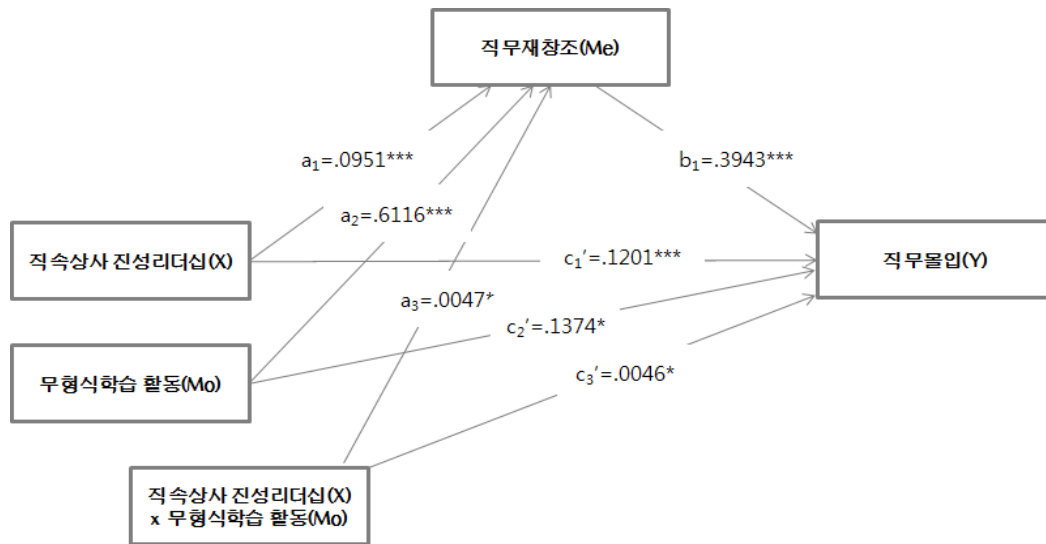 직무재창조(Me)
a₁=.0951***
b₁=.3943***
a₂=.6116***
직속상사 진성리더십(X)
c₁′=.1201***
직무몰입(Y)
a₃=.0047*
c₂′=.1374*
무형식학습 활동(Mo)
c₃′=.0046*
직속상사 진성리더십(X)
x 무형식학습 활동(Mo)